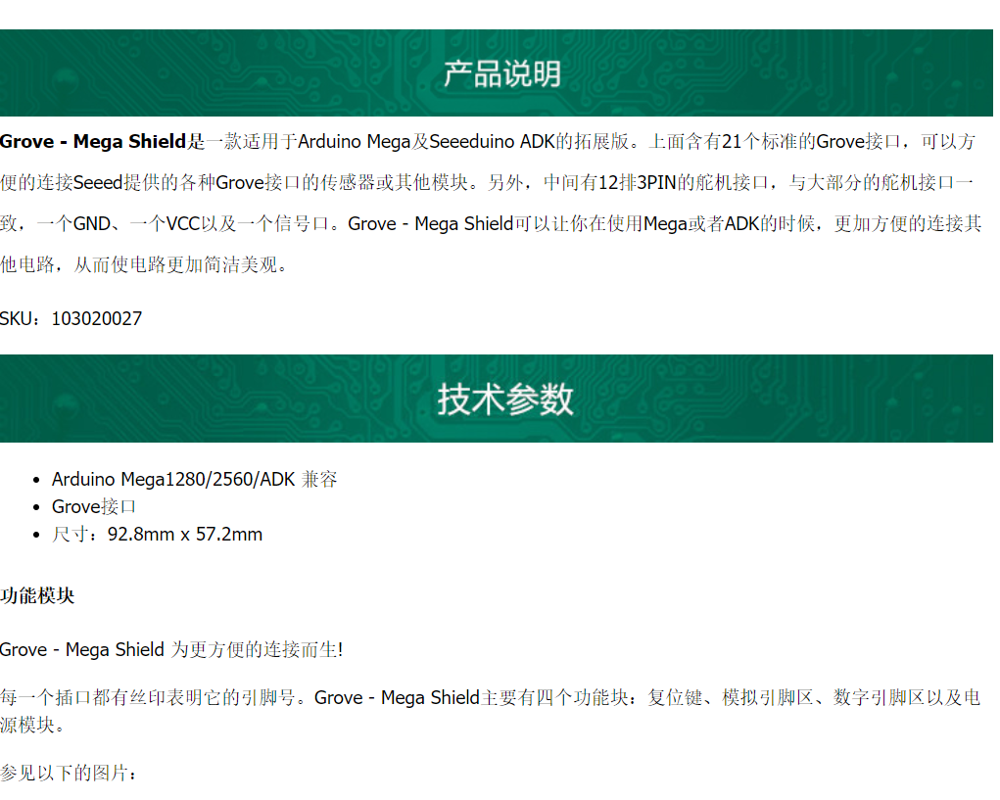 产品说明
Grove - Mega Shield是一款适用于Arduino Mega及Seeeduino ADK的拓展版。上面含有21个标准的Grove接口，可以方
便的连接Seeed提供的各种Grove接口的传感器或其他模块。另外，中间有12排3PIN的舵机接口，与大部分的舵机接口一
致，一个GND、一个VCC以及一个信号口。Grove - Mega Shield可以让你在使用Mega或者ADK的时候，更加方便的连接其
他电路，从而使电路更加简洁美观。
SKU：103020027
技术参数
• Arduino Mega1280/2560/ADK 兼容
• Grove接口
• 尺寸：92.8mm x 57.2mm
功能模块
Grove - Mega Shield 为更方便的连接而生!
每一个插口都有丝印表明它的引脚号。Grove - Mega Shield主要有四个功能块：复位键、模拟引脚区、数字引脚区以及电
源模块。
参见以下的图片：